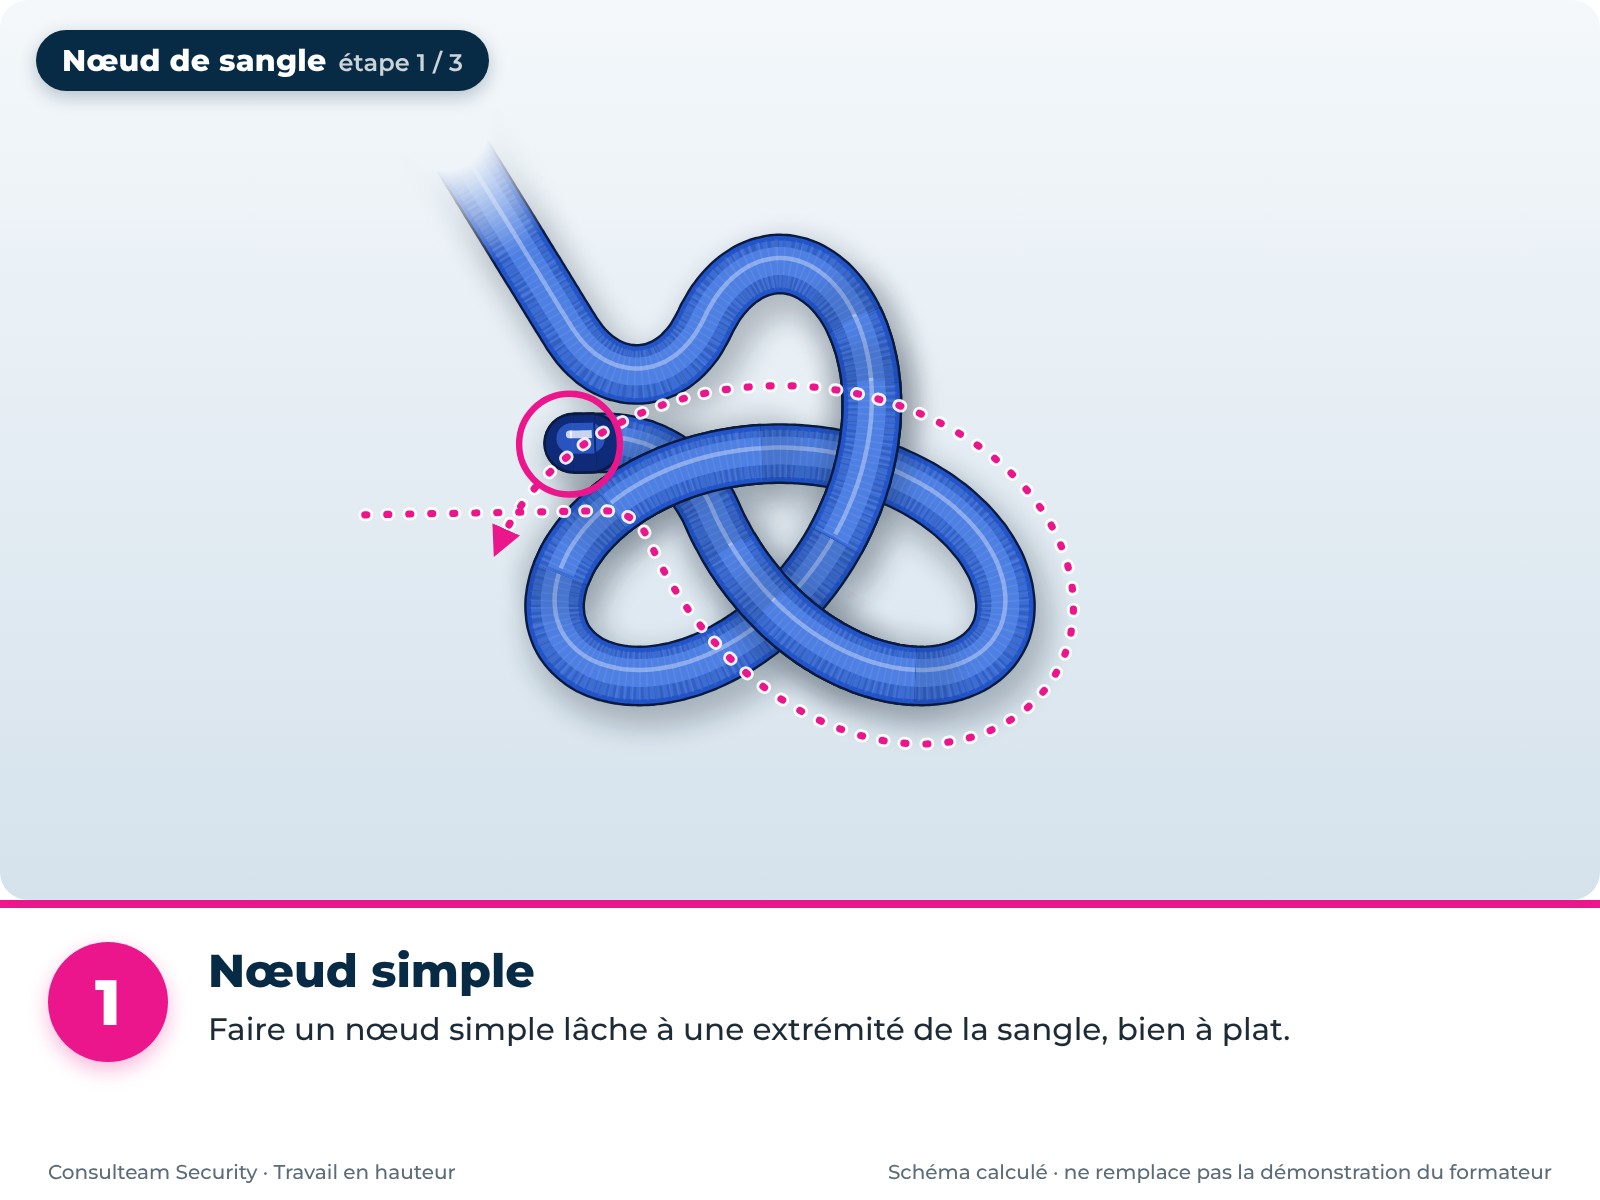 Nœud de sangle étape 1 / 3
1
Nœud simple
Faire un nœud simple lâche à une extrémité de la sangle, bien à plat.
Consulteam Security · Travail en hauteur
Schéma calculé · ne remplace pas la démonstration du formateur